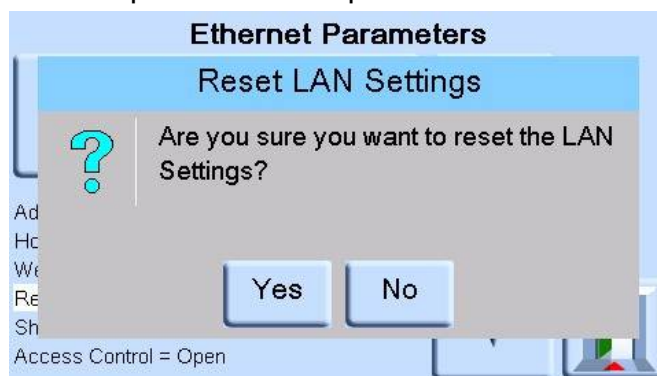 Ethernet Parameters
Reset LAN Settings
Are you sure you want to reset the LAN
Settings?
Yes No
Access Control = Open